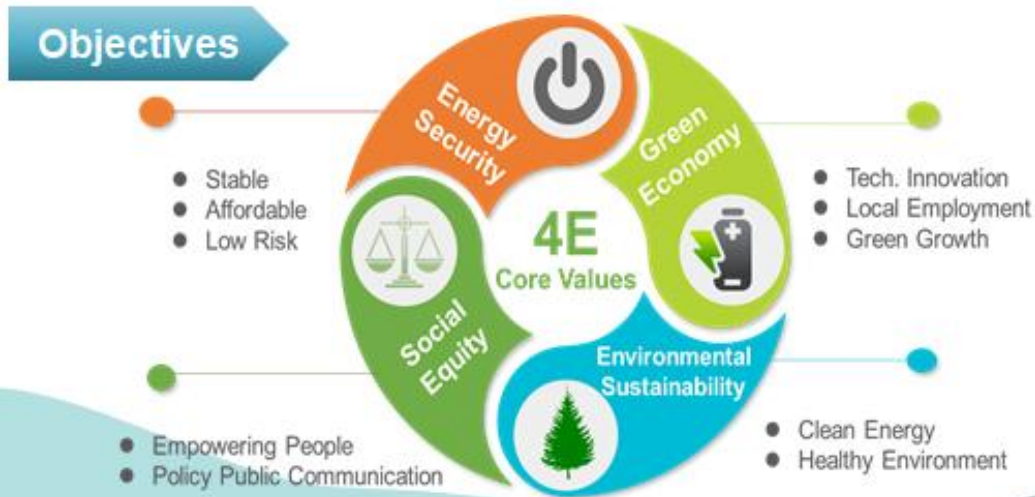 Objectives
Energy
Security
Green
Economy
Stable
Affordable
Low Risk
Tech. Innovation
Local Employment
Green Growth
4E
Core Values
Social
Equity
Environmental
Sustainability
Empowering People
Policy Public Communication
Clean Energy
Healthy Environment